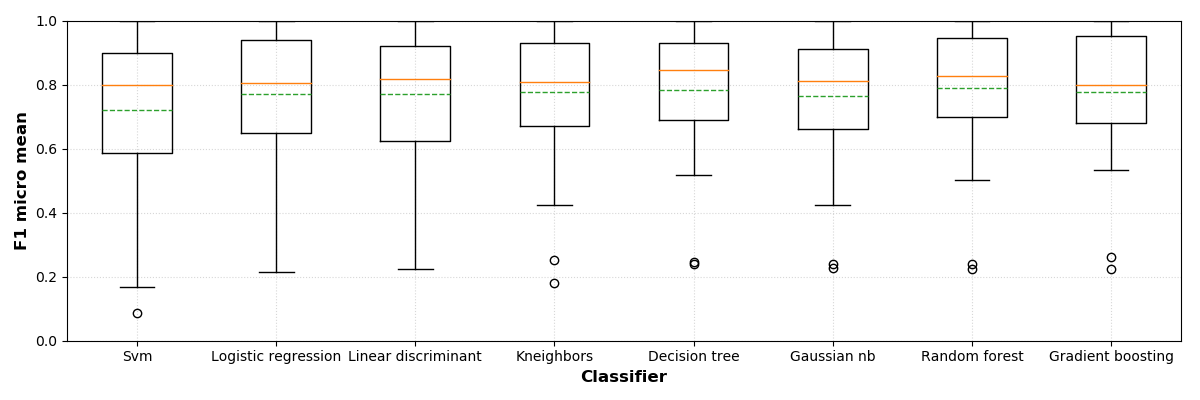 F1 micro mean
1.0
0.8
0.6
0.4
0.2
0.0
Svm
Logistic regression
Linear discriminant
Kneighbors
Decision tree
Gaussian nb
Random forest
Gradient boosting
Classifier